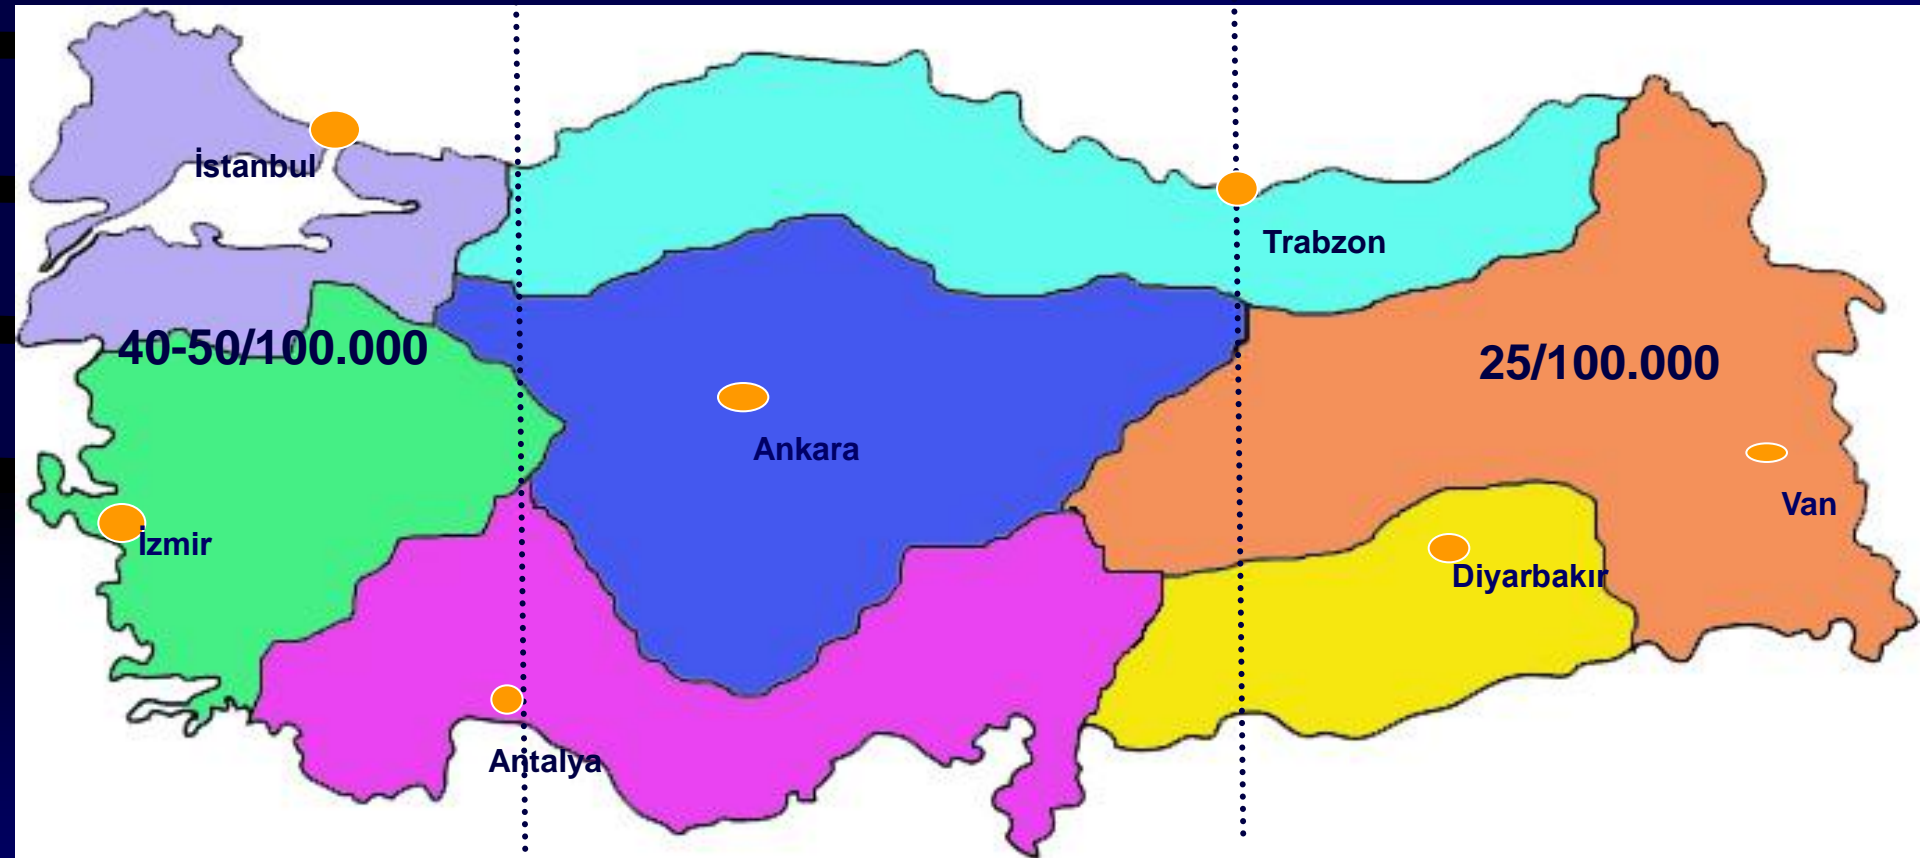 İstanbul
Trabzon
40-50/100.000
25/100.000
Ankara
Van
İzmir
Diyarbakır
Antalya